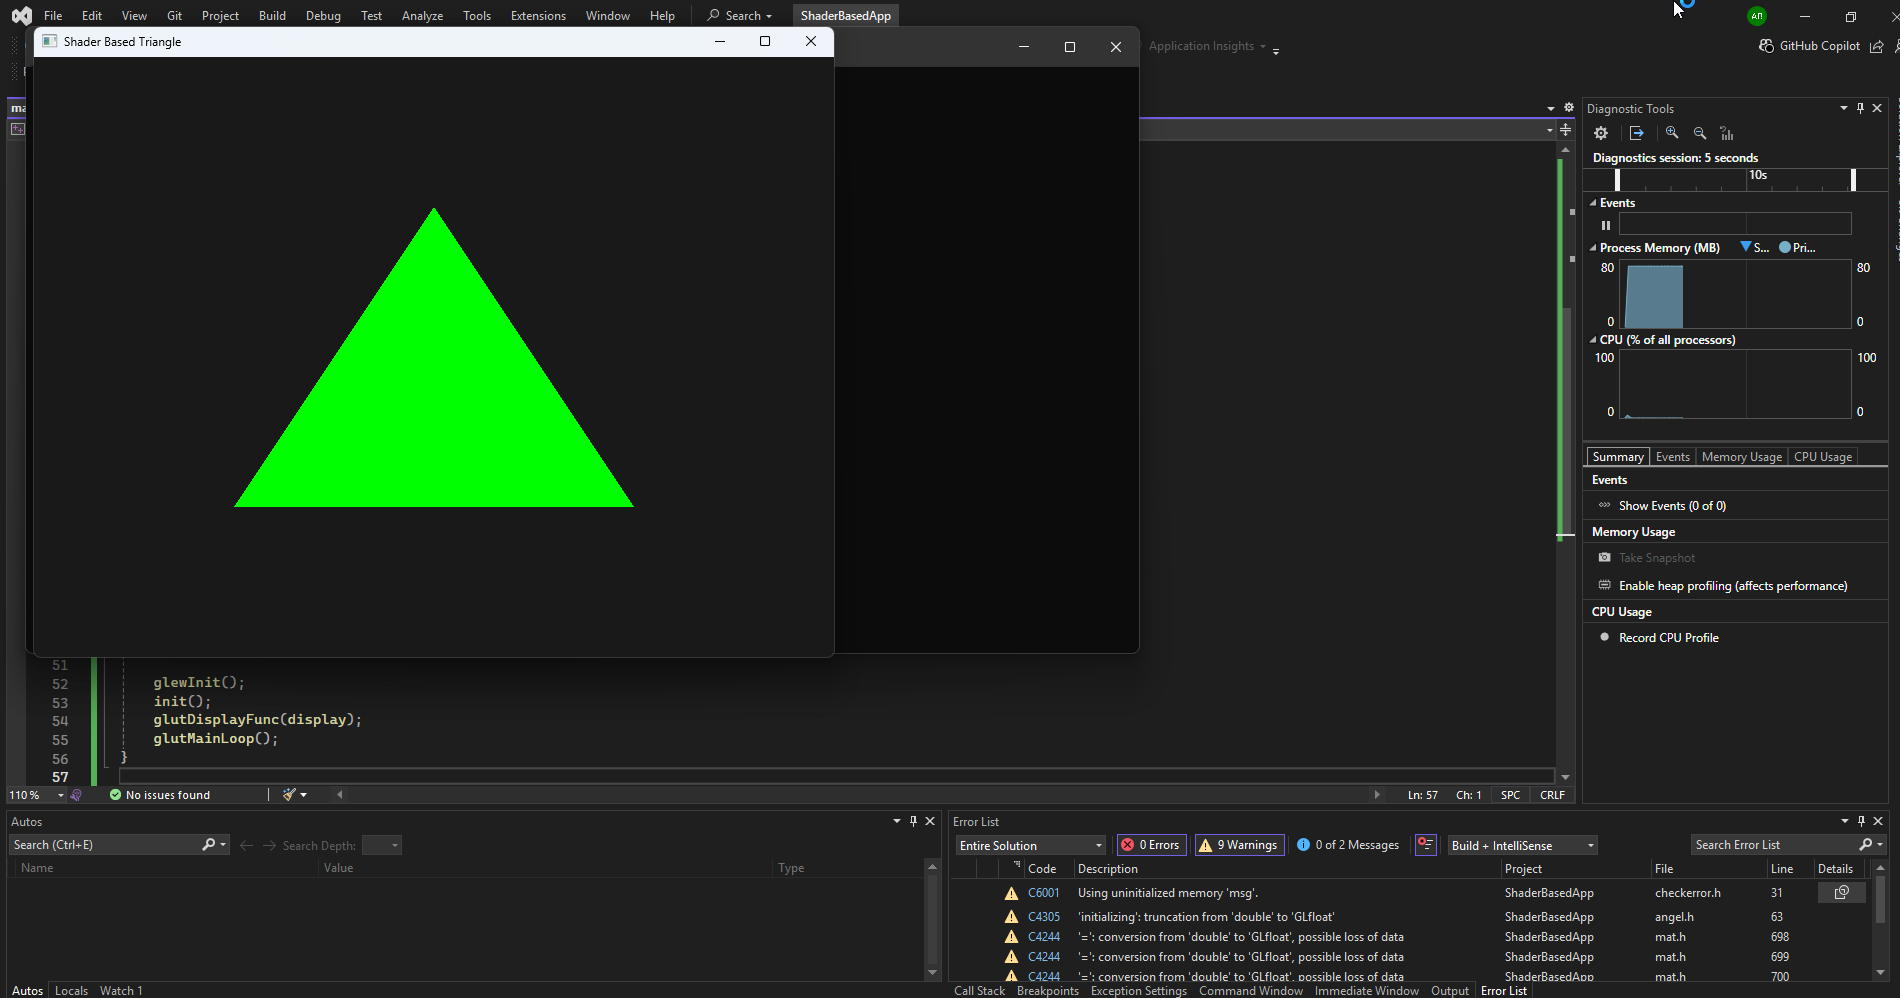 File Edit View Git Project Build Debug Test Analyze Tools Extensions Window Help Search ShaderBasedApp АП
Shader Based Triangle
Application Insights
GitHub Copilot
Diagnostic Tools
Diagnostics session: 5 seconds
10s
Events
Process Memory (MB) S... Pri...
80 80
0 0
CPU (% of all processors)
100 100
0 0
Summary Events Memory Usage CPU Usage
Events
Show Events (0 of 0)
Memory Usage
Take Snapshot
Enable heap profiling (affects performance)
CPU Usage
Record CPU Profile
51
52 glewInit();
53 init();
54 glutDisplayFunc(display);
55 glutMainLoop();
56 }
57
110 % No issues found Ln: 57 Ch: 1 SPC CRLF
Autos
Search (Ctrl+E) Search Depth:
Name Value Type
Autos Locals Watch 1
Error List
Entire Solution 0 Errors 9 Warnings 0 of 2 Messages Build + IntelliSense Search Error List
Code Description Project File Line Details
C6001 Using uninitialized memory 'msg'. ShaderBasedApp checkerror.h 31
C4305 'initializing': truncation from 'double' to 'GLfloat' ShaderBasedApp angel.h 63
C4244 '=': conversion from 'double' to 'GLfloat', possible loss of data ShaderBasedApp mat.h 698
C4244 '=': conversion from 'double' to 'GLfloat', possible loss of data ShaderBasedApp mat.h 699
C4244 '=': conversion from 'double' to 'GLfloat', possible loss of data ShaderBasedApp mat.h 700
Call Stack Breakpoints Exception Settings Command Window Immediate Window Output Error List